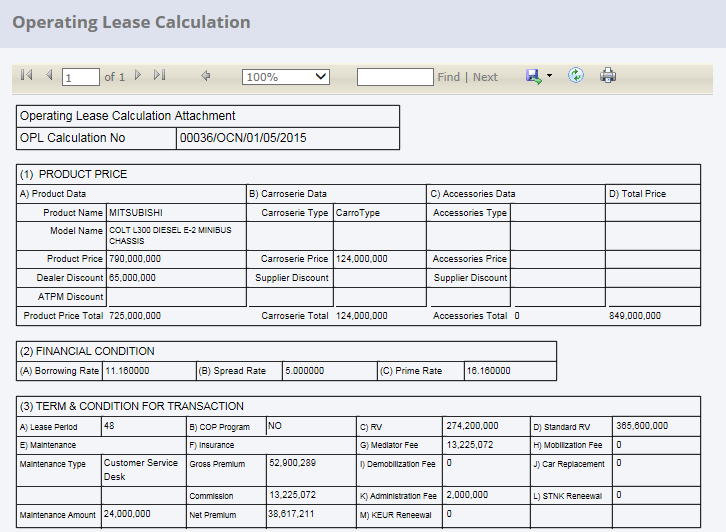 Operating Lease Calculation
1 of 1 100% Find | Next
Operating Lease Calculation Attachment
OPL Calculation No 00036/OCN/01/05/2015
(1) PRODUCT PRICE
A) Product Data B) Carroserie Data C) Accessories Data D) Total Price
Product Name MITSUBISHI Carroserie Type CarroType Accessories Type
Model Name COLT L300 DIESEL E-2 MINIBUS
CHASSIS
Product Price 790,000,000 Carroserie Price 124,000,000 Accessories Price
Dealer Discount 65,000,000 Supplier Discount Supplier Discount
ATPM Discount
Product Price Total 725,000,000 Carroserie Total 124,000,000 Accessories Total 0 849,000,000
(2) FINANCIAL CONDITION
(A) Borrowing Rate 11.160000 (B) Spread Rate 5.000000 (C) Prime Rate 16.160000
(3) TERM & CONDITION FOR TRANSACTION
A) Lease Period 48 B) COP Program NO C) RV 274,200,000 D) Standard RV 365,600,000
E) Maintenance F) Insurance G) Mediator Fee 13,225,072 H) Mobilization Fee 0
Maintenance Type Customer Service Gross Premium 52,900,289 I) Demobilization Fee 0 J) Car Replacement 0
Desk
Commission 13,225,072 K) Administration Fee 2,000,000 L) STNK Reneewal 0
Maintenance Amount 24,000,000 Net Premium 38,617,211 M) KEUR Reneewal 0